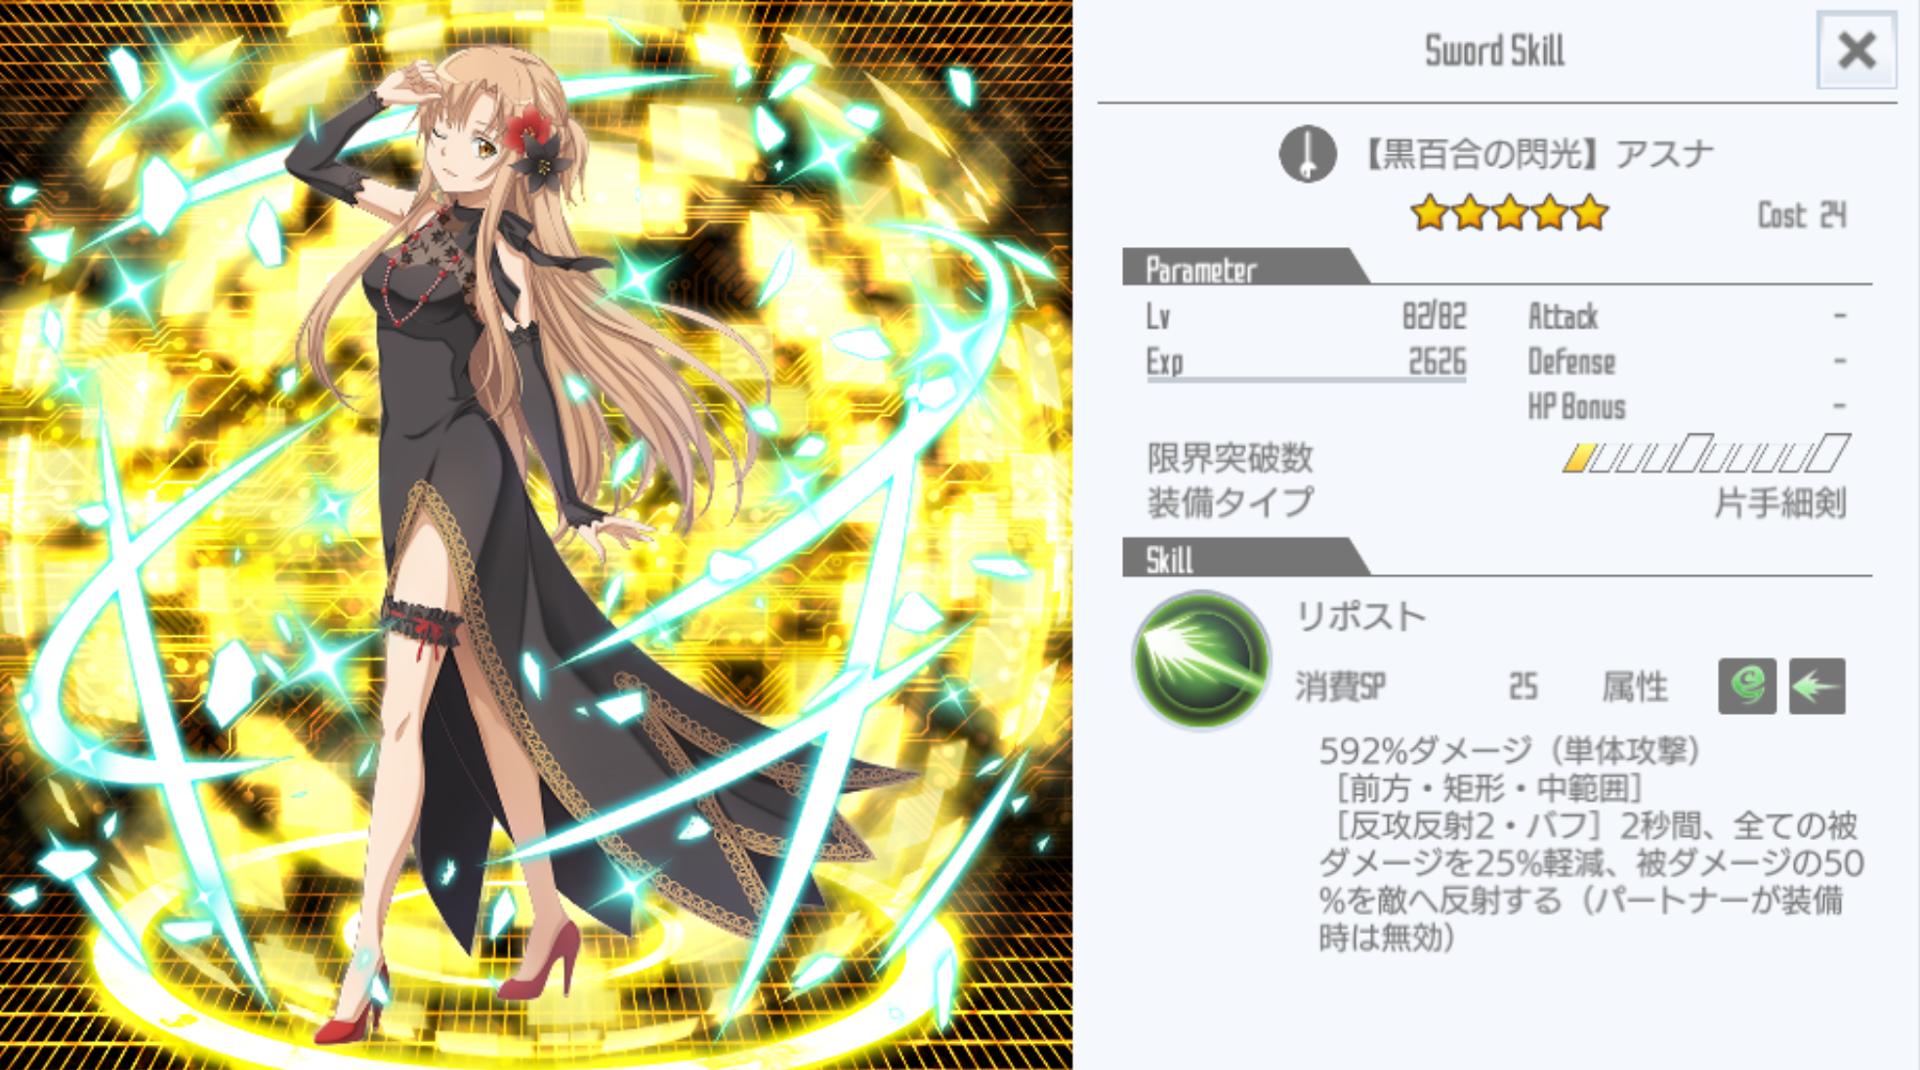 Sword Skill
【黒百合の閃光】アスナ
Cost 24
Parameter
Lv 82/82 Attack -
Exp 2626 Defense -
HP Bonus -
限界突破数
装備タイプ 片手細剣
Skill
リポスト
消費SP 25 属性
592%ダメージ（単体攻撃）
［前方・矩形・中範囲］
［反攻反射2・バフ］2秒間、全ての被
ダメージを25%軽減、被ダメージの50
%を敵へ反射する（パートナーが装備
時は無効）